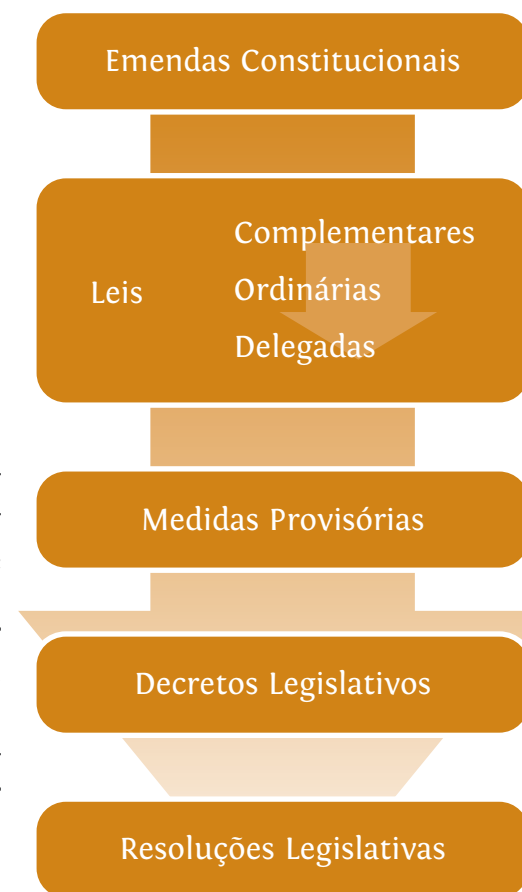 Emendas Constitucionais
Leis
Complementares
Ordinárias
Delegadas
Medidas Provisórias
Decretos Legislativos
Resoluções Legislativas